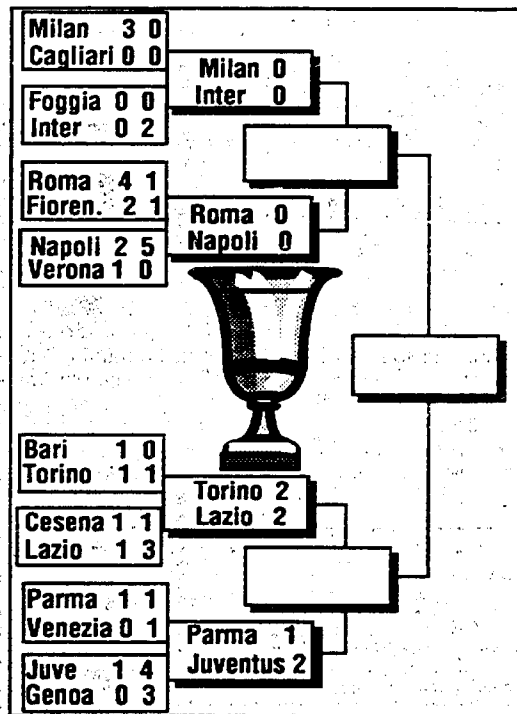 Milan 3 0
Cagliari 0 0
Milan 0
Inter 0
Foggia 0 0
Inter 0 2
Roma 4 1
Fioren. 2 1
Roma 0
Napoli 0
Napoli 2 5
Verona 1 0
Bari 1 0
Torino 1 1
Torino 2
Lazio 2
Cesena 1 1
Lazio 1 3
Parma 1 1
Venezia 0 1
Parma 1
Juventus 2
Juve 1 4
Genoa 0 3